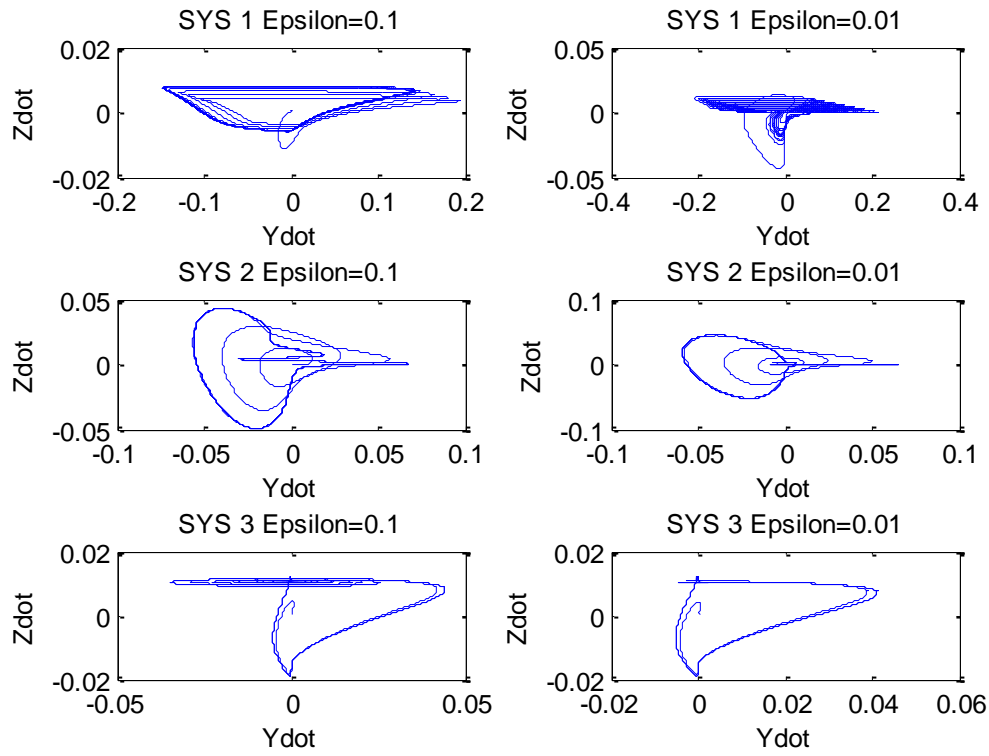 SYS 1 Epsilon=0.1
SYS 1 Epsilon=0.01
0.02
0
-0.02
Zdot
-0.2 -0.1 0 0.1 0.2
Ydot
0.05
0
-0.05
Zdot
-0.4 -0.2 0 0.2 0.4
Ydot
SYS 2 Epsilon=0.1
SYS 2 Epsilon=0.01
0.05
0
-0.05
Zdot
-0.1 -0.05 0 0.05 0.1
Ydot
0.1
0
-0.1
Zdot
-0.1 -0.05 0 0.05 0.1
Ydot
SYS 3 Epsilon=0.1
SYS 3 Epsilon=0.01
0.02
0
-0.02
Zdot
-0.05 0 0.05
Ydot
0.02
0
-0.02
Zdot
-0.02 0 0.02 0.04 0.06
Ydot